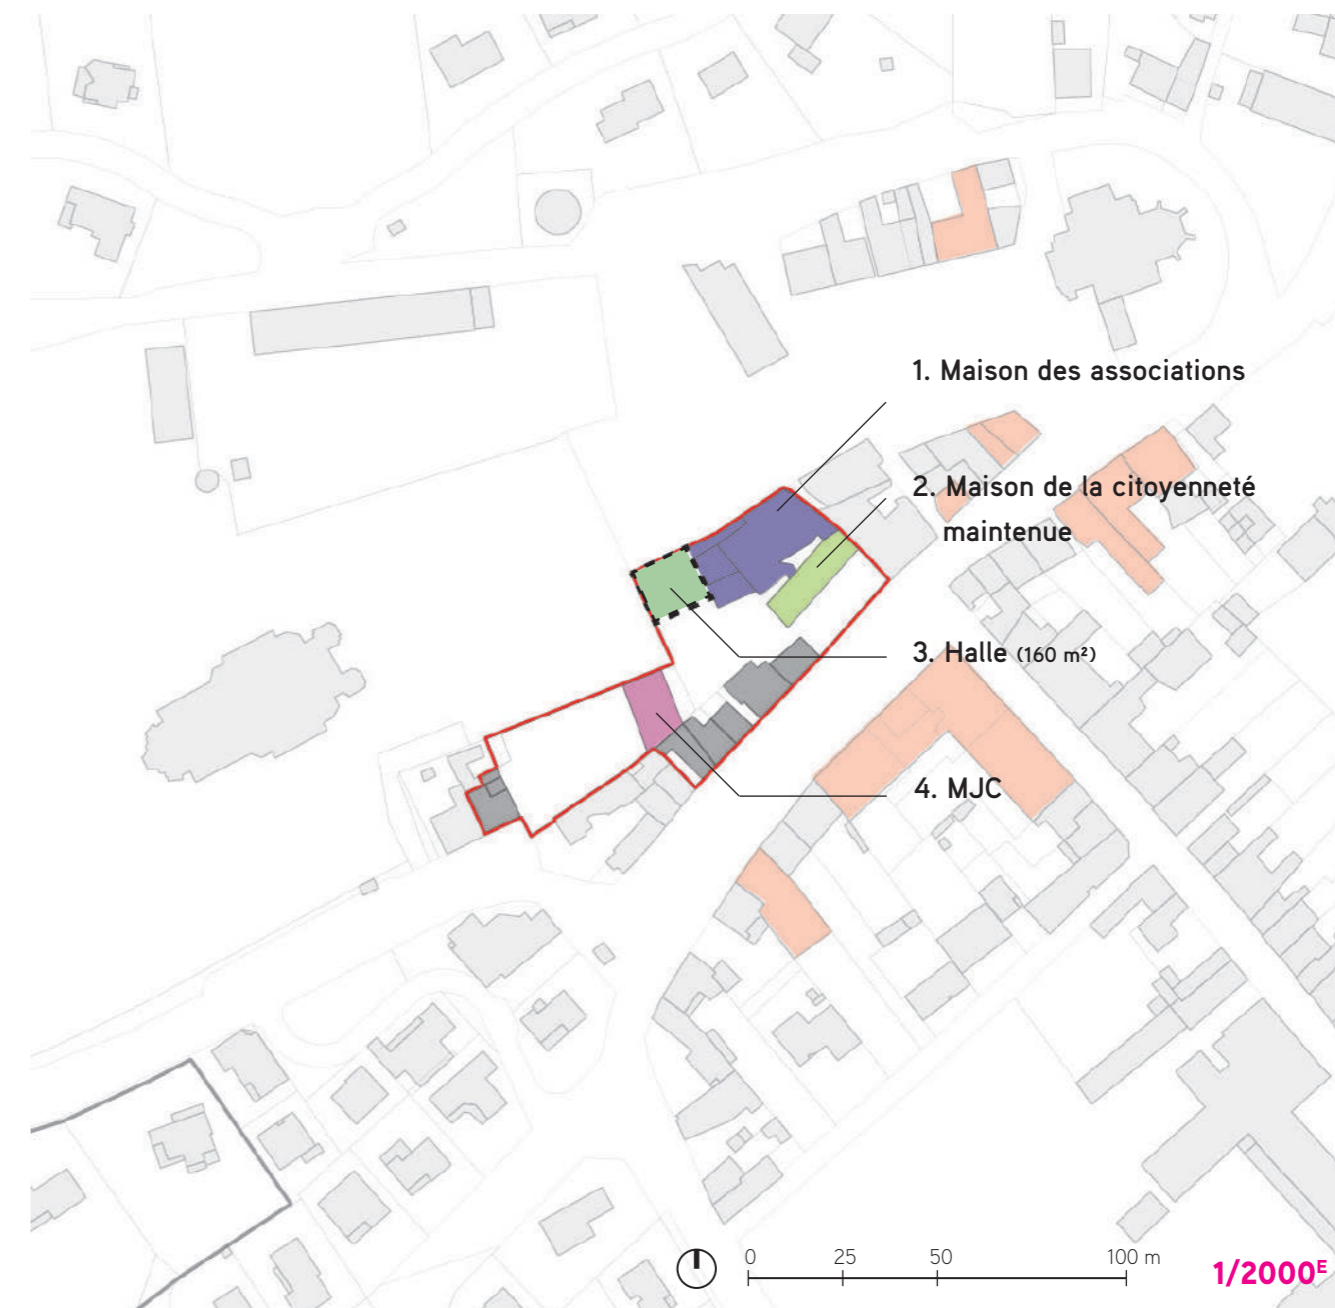 1. Maison des associations
2. Maison de la citoyenneté
maintenue
3. Halle (160 m²)
4. MJC
0 25 50 100 m
1/2000ᴱ